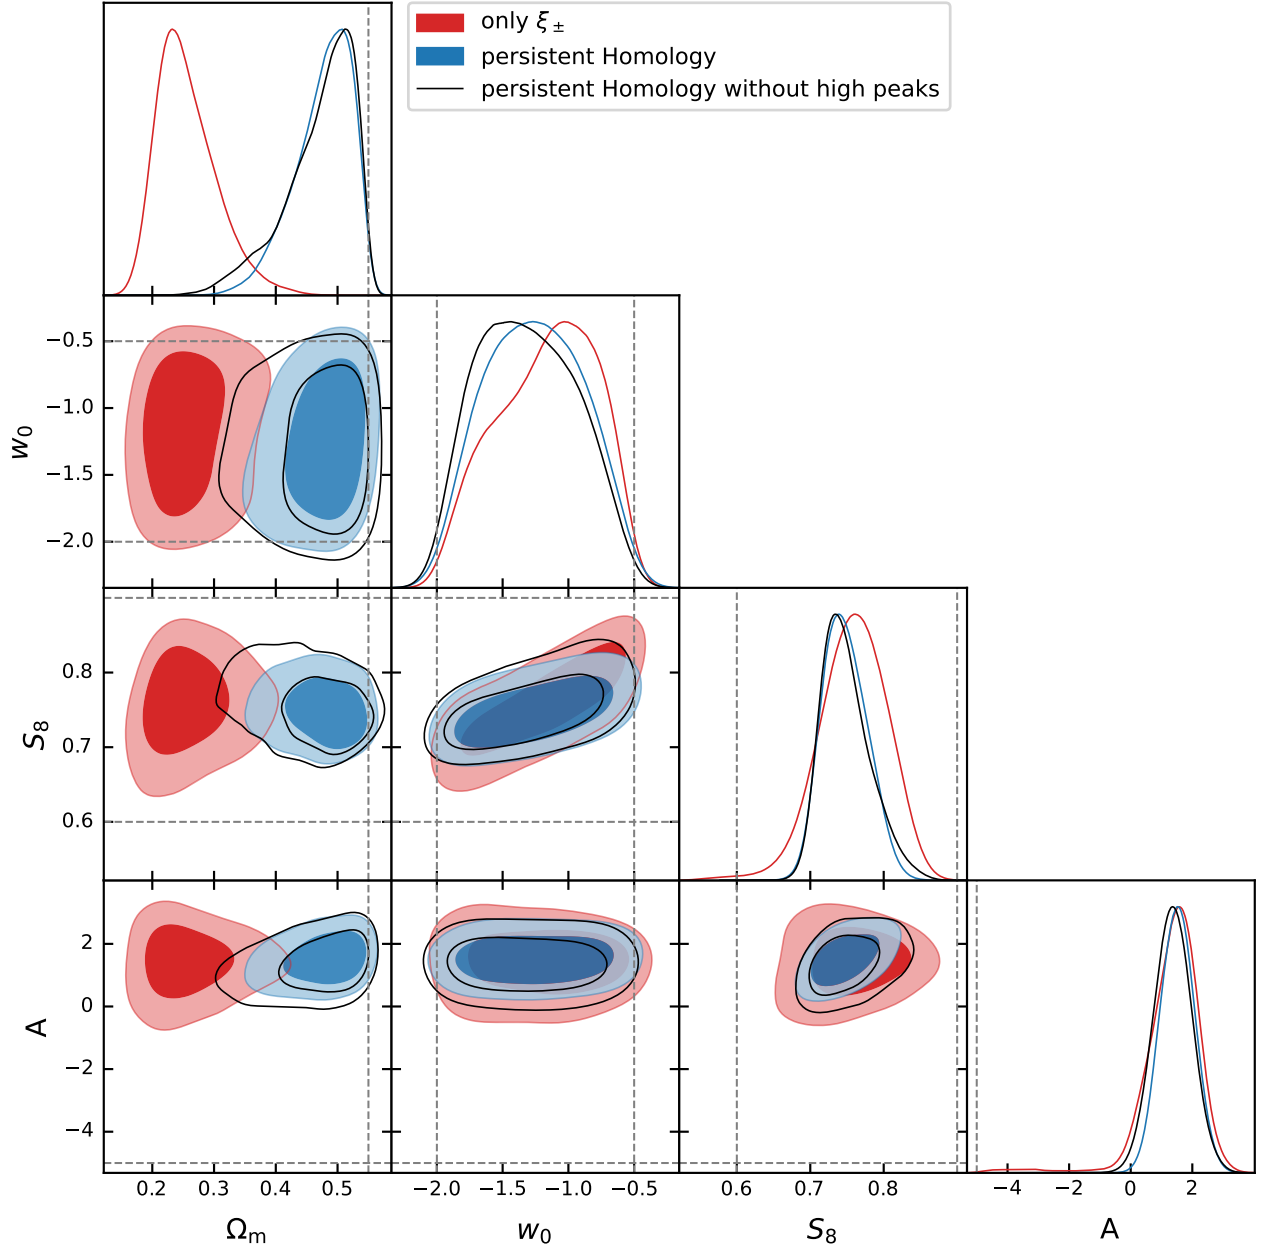 only ξ±
persistent Homology
persistent Homology without high peaks
−0.5
−1.0
−1.5
−2.0
w₀
0.8
0.7
0.6
S₈
2
0
−2
−4
A
0.2 0.3 0.4 0.5
−2.0 −1.5 −1.0 −0.5
0.6 0.7 0.8
−4 −2 0 2
Ωₘ w₀ S₈ A